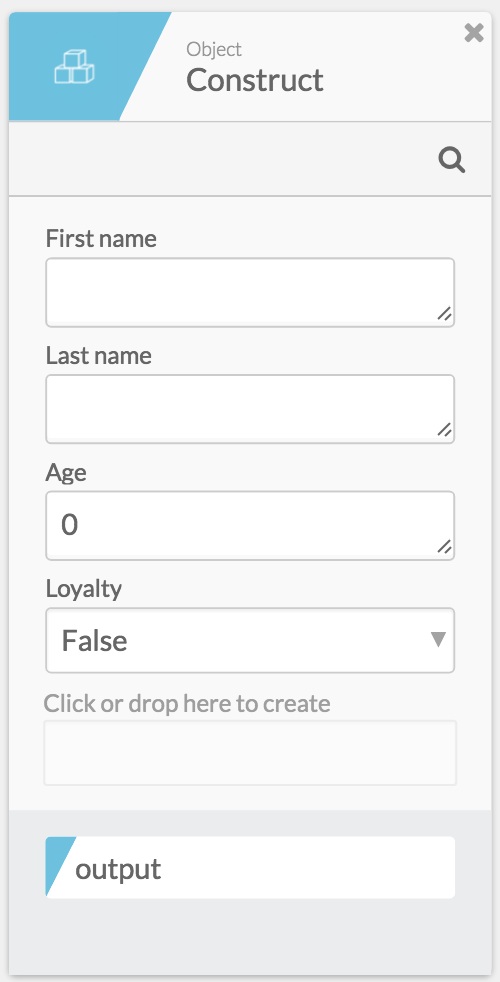 Object
Construct
First name
Last name
Age
0
Loyalty
False
Click or drop here to create
output